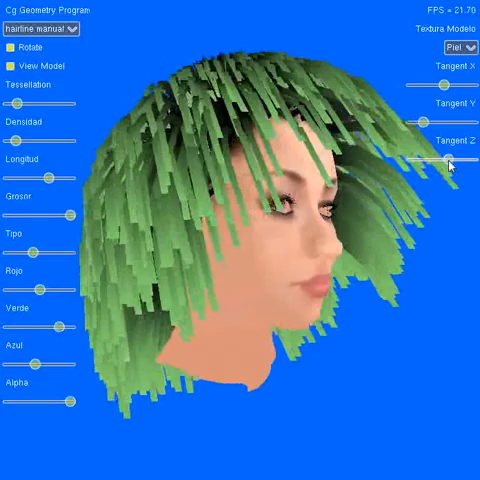 Cg Geometry Program
hairline manual
Rotate
View Model
Tessellation
Densidad
Longitud
Grosor
Tipo
Rojo
Verde
Azul
Alpha
FPS = 21.70
Textura Modelo
Piel
Tangent X
Tangent Y
Tangent Z